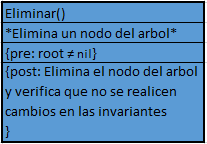 Eliminar()
*Elimina un nodo del arbol*
{pre: root ≠ nil}
{post: Elimina el nodo del arbol
y verifica que no se realicen
cambios en las invariantes
}